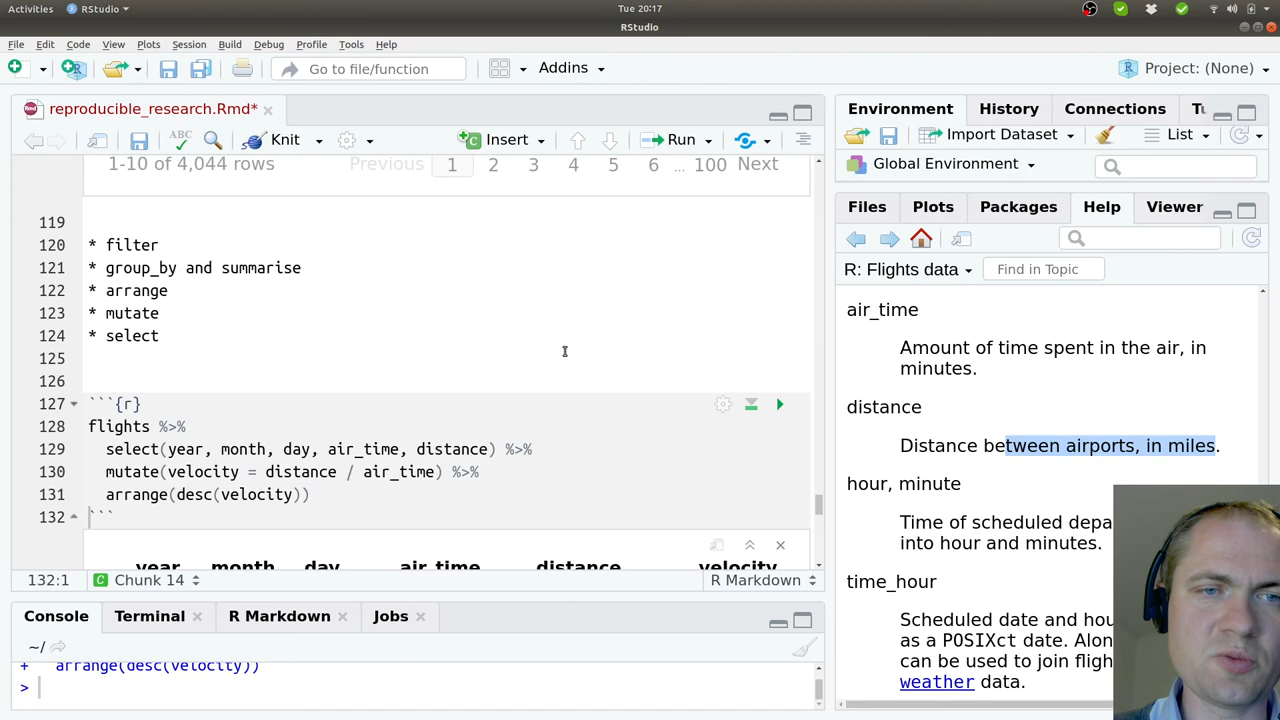 Activities RStudio Tue 20:17
RStudio
File Edit Code View Plots Session Build Debug Profile Tools Help
Go to file/function Addins Project: (None)
reproducible_research.Rmd*
ABC Knit Insert Run
1-10 of 4,044 rows Previous 1 2 3 4 5 6 ... 100 Next
119
120 * filter
121 * group_by and summarise
122 * arrange
123 * mutate
124 * select
125
126
127 ```{r}
128 flights %>%
129   select(year, month, day, air_time, distance) %>%
130   mutate(velocity = distance / air_time) %>%
131   arrange(desc(velocity))
132 ```
year month day air_time distance velocity
132:1 Chunk 14 R Markdown
Console Terminal R Markdown Jobs
~/
+   arrange(desc(velocity))
>
Environment History Connections
Import Dataset List
Global Environment
Files Plots Packages Help Viewer
R: Flights data Find in Topic
air_time
Amount of time spent in the air, in
minutes.
distance
Distance between airports, in miles.
hour, minute
Time of scheduled
into hour and minutes.
time_hour
Scheduled date and
as a POSIXct date.
can be used to join
weather data.